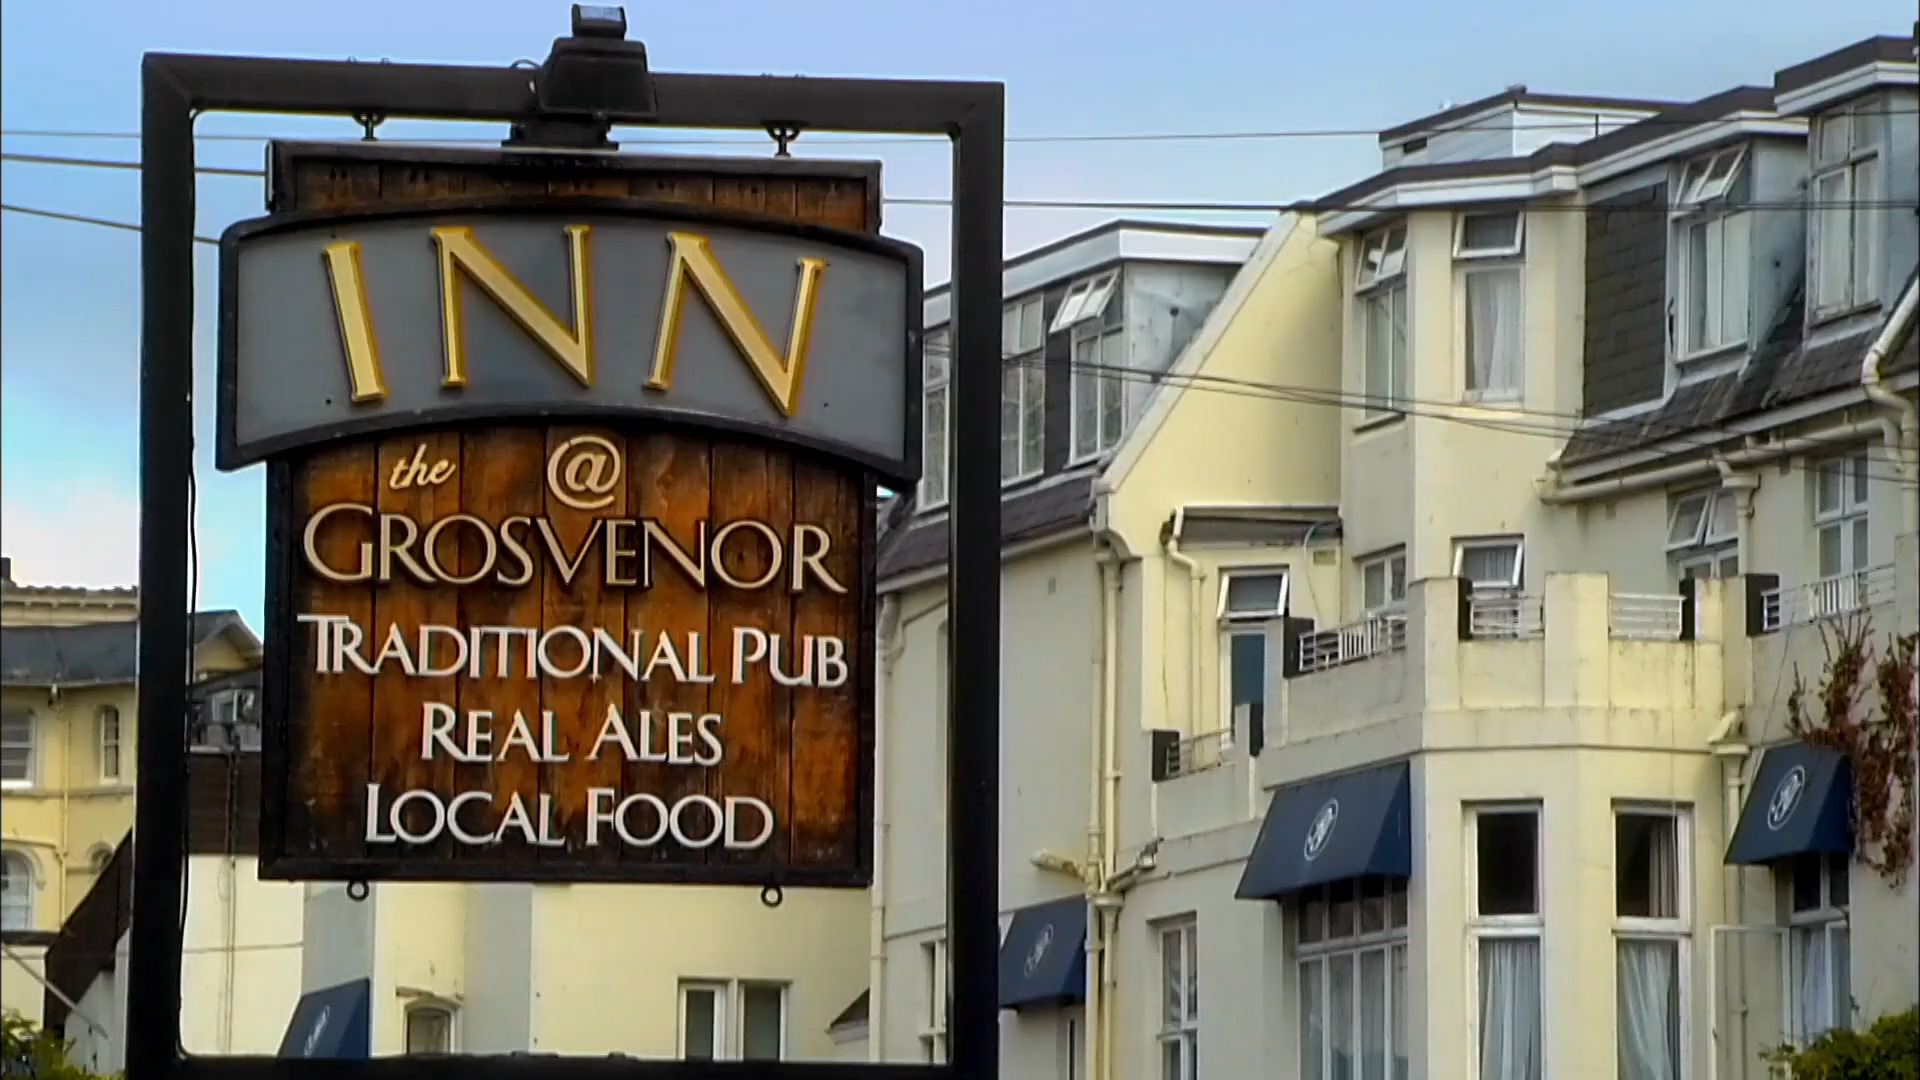 INN
the @
GROSVENOR
TRADITIONAL PUB
REAL ALES
LOCAL FOOD